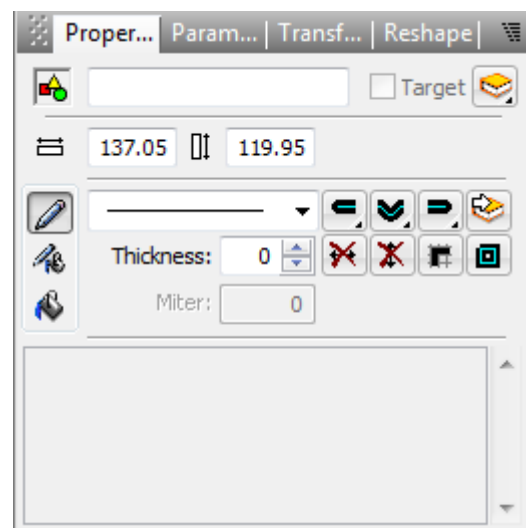 Proper... Param... Transf... Reshape
Target
137.05 119.95
Thickness: 0
Miter: 0